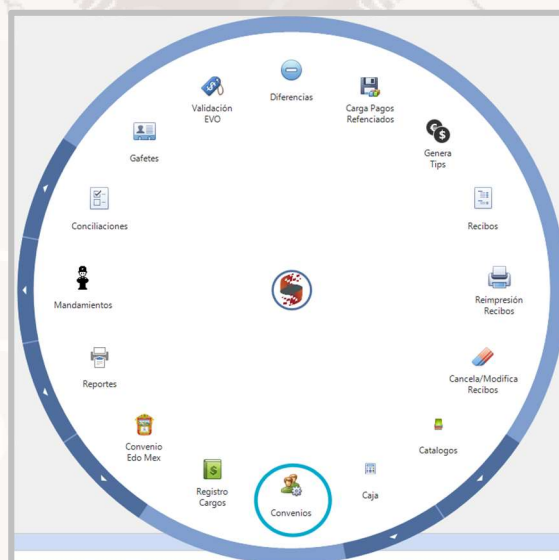 Diferencias
Carga Pagos
Refenciados
Genera
Tips
Recibos
Reimpresión
Recibos
Cancela/Modifica
Recibos
Catalogos
Caja
Convenios
Registro
Cargos
Convenio
Edo Mex
Reportes
Mandamientos
Conciliaciones
Gafetes
Validación
EVO